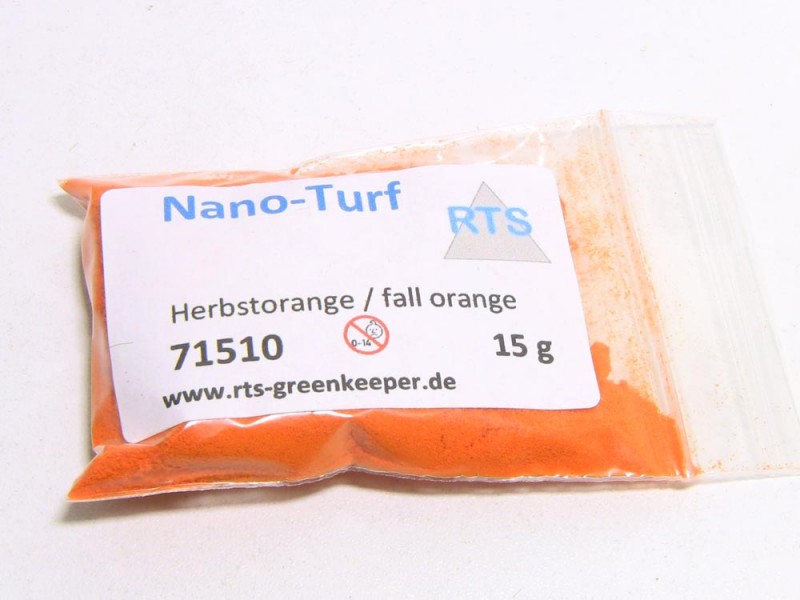 Nano-Turf
RTS
Herbstorange / fall orange
71510
0-14
15 g
www.rts-greenkeeper.de